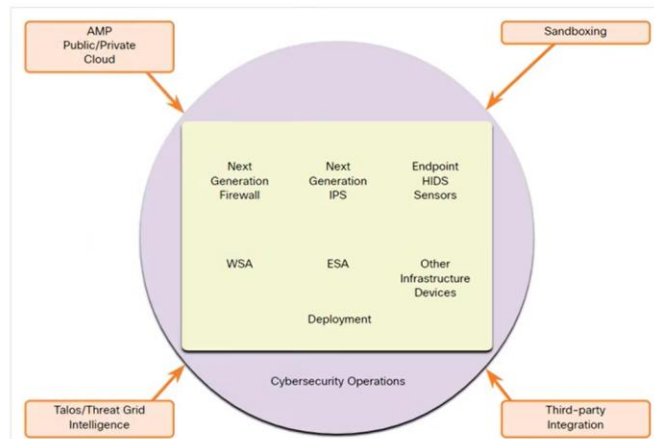 AMP
Public/Private
Cloud
Sandboxing
Next
Generation
Firewall
Next
Generation
IPS
Endpoint
HIDS
Sensors
WSA
ESA
Other
Infrastructure
Devices
Deployment
Cybersecurity Operations
Talos/Threat Grid
Intelligence
Third-party
Integration